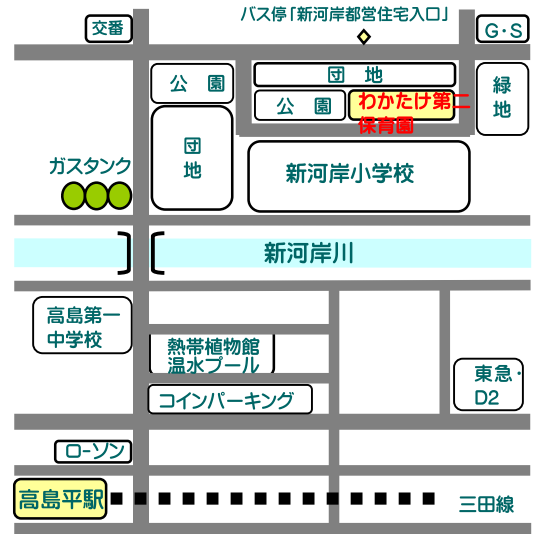 バス停「新河岸都営住宅入口」
交番
G・S
団 地
公 園
公 園
わかたけ第二
保育園
緑
地
団
地
ガスタンク
新河岸小学校
新河岸川
高島第一
中学校
熱帯植物館
温水プール
東急・
D2
コインパーキング
ローソン
高島平駅
三田線